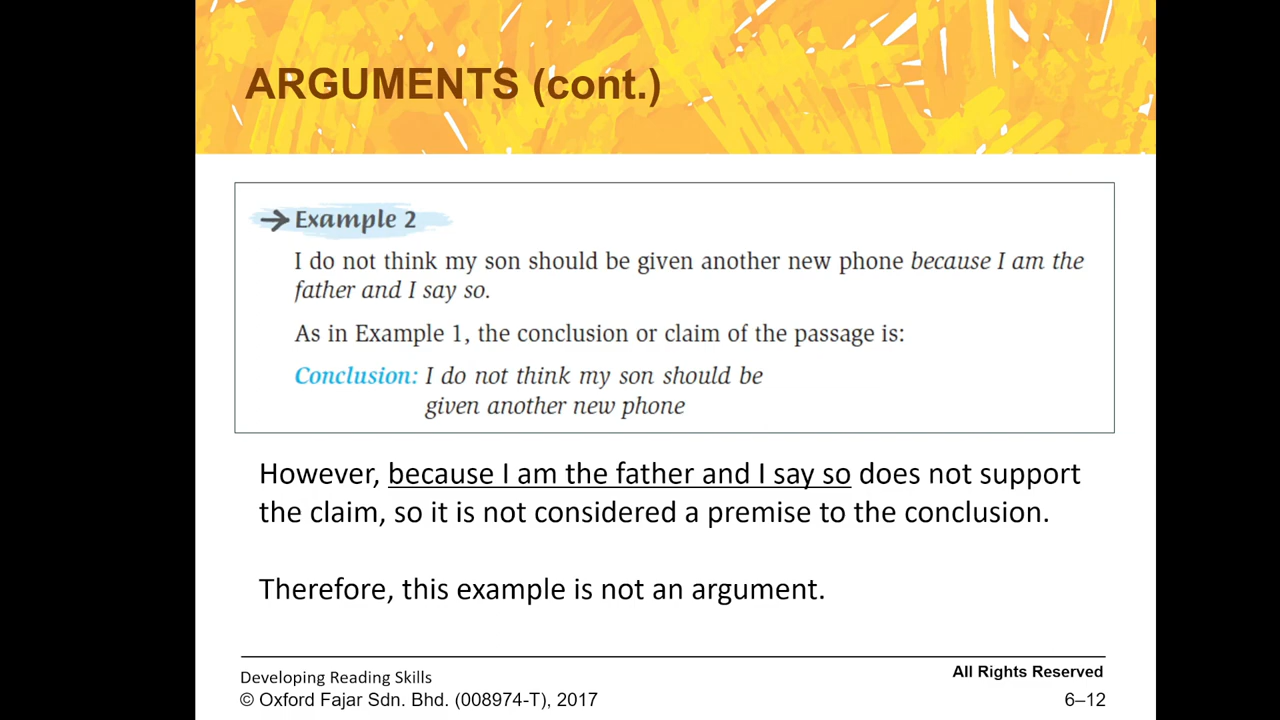 ARGUMENTS (cont.)
Example 2
I do not think my son should be given another new phone because I am the
father and I say so.
As in Example 1, the conclusion or claim of the passage is:
Conclusion: I do not think my son should be
given another new phone
However, because I am the father and I say so does not support
the claim, so it is not considered a premise to the conclusion.
Therefore, this example is not an argument.
Developing Reading Skills
All Rights Reserved
© Oxford Fajar Sdn. Bhd. (008974-T), 2017
6–12